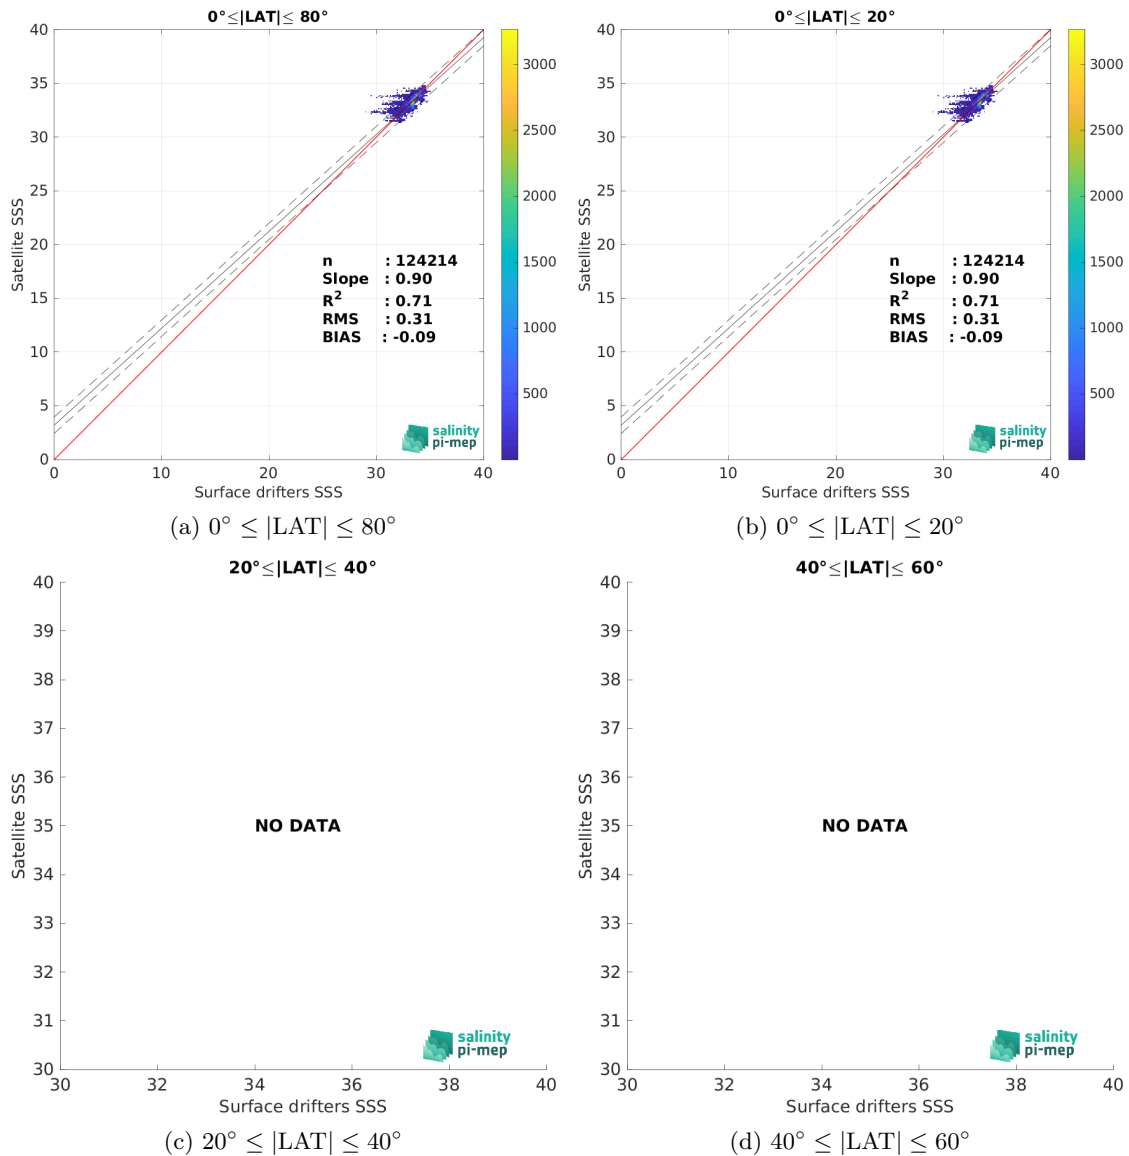 0°≤|LAT|≤ 80°
Satellite SSS
40
35
30
25
20
15
10
5
0
0
10
20
30
40
Surface drifters SSS
n : 124214
Slope : 0.90
R² : 0.71
RMS : 0.31
BIAS : -0.09
salinity
pi-mep
3000
2500
2000
1500
1000
500
(a) 0° ≤ |LAT| ≤ 80°
0°≤|LAT|≤ 20°
Satellite SSS
40
35
30
25
20
15
10
5
0
0
10
20
30
40
Surface drifters SSS
n : 124214
Slope : 0.90
R² : 0.71
RMS : 0.31
BIAS : -0.09
salinity
pi-mep
3000
2500
2000
1500
1000
500
(b) 0° ≤ |LAT| ≤ 20°
20°≤|LAT|≤ 40°
Satellite SSS
40
39
38
37
36
35
34
33
32
31
30
NO DATA
salinity
pi-mep
30
32
34
36
38
40
Surface drifters SSS
(c) 20° ≤ |LAT| ≤ 40°
40°≤|LAT|≤ 60°
Satellite SSS
40
39
38
37
36
35
34
33
32
31
30
NO DATA
salinity
pi-mep
30
32
34
36
38
40
Surface drifters SSS
(d) 40° ≤ |LAT| ≤ 60°